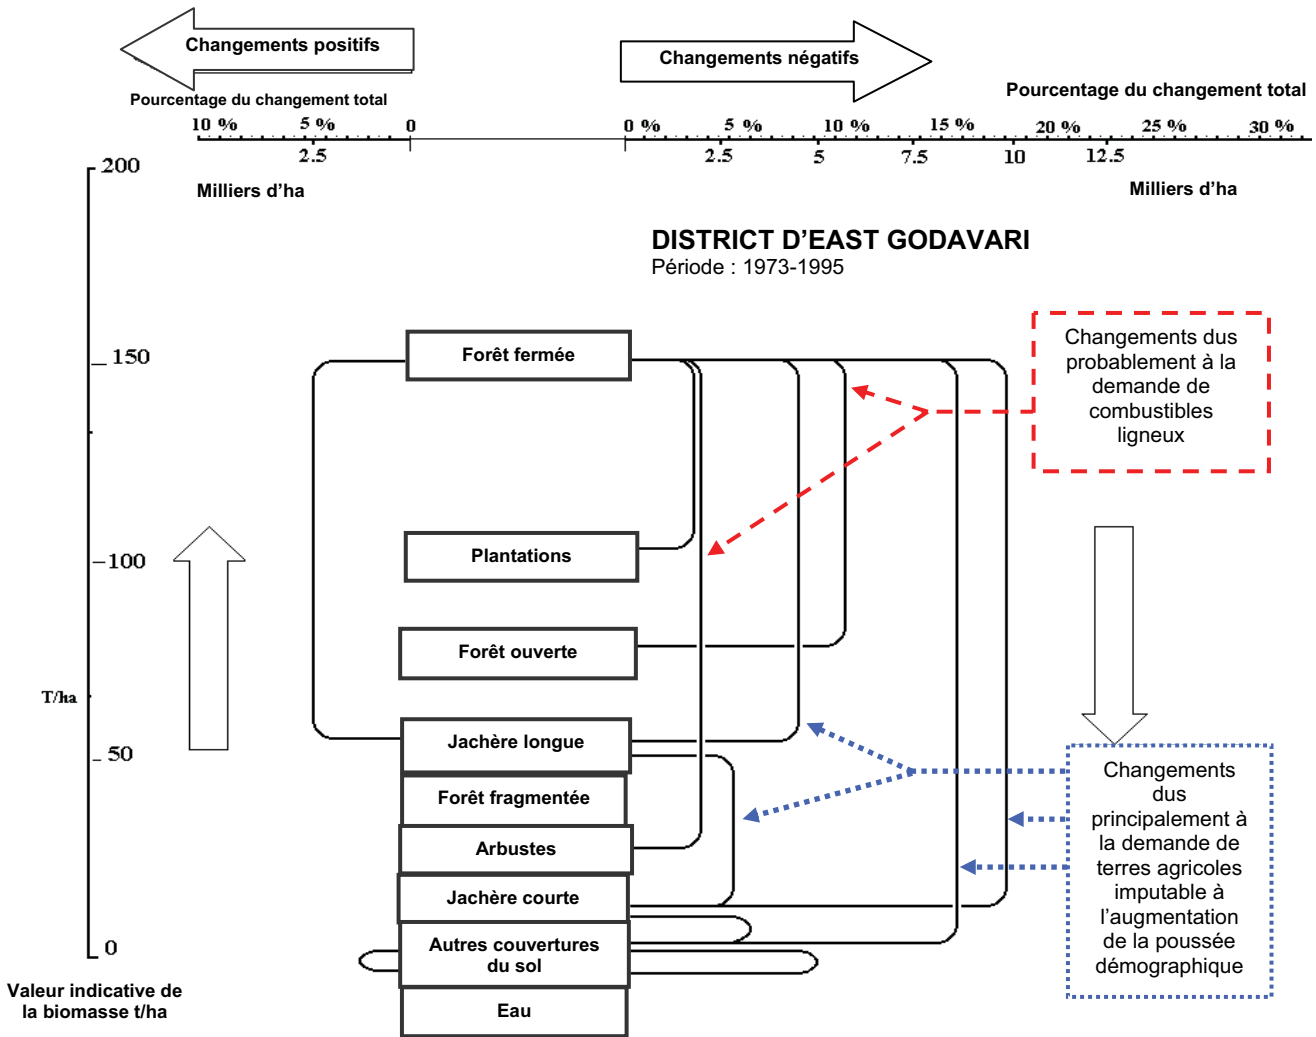 Changements positifs
Changements négatifs
Pourcentage du changement total
Pourcentage du changement total
10 % 5 % 0
0 % 5 % 10 % 15 % 20 % 25 % 30 %
2.5
2.5 5 7.5 10 12.5
200
Milliers d’ha
Milliers d’ha
DISTRICT D’EAST GODAVARI
Période : 1973-1995
150
Forêt fermée
Changements dus
probablement à la
demande de
combustibles
ligneux
100
Plantations
Forêt ouverte
T/ha
50
Jachère longue
Forêt fragmentée
Arbustes
Jachère courte
Autres couvertures
du sol
Eau
Changements
dus
principalement à
la demande de
terres agricoles
imputable à
l’augmentation
de la poussée
démographique
0
Valeur indicative de
la biomasse t/ha